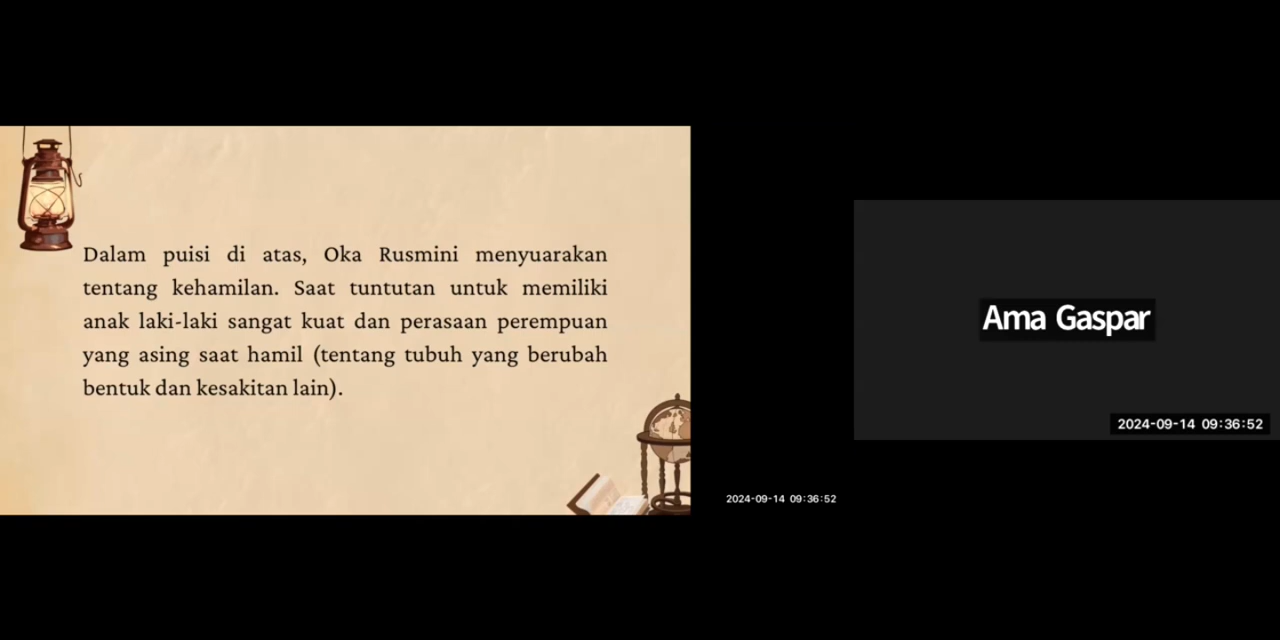 Dalam puisi di atas, Oka Rusmini menyuarakan
tentang kehamilan. Saat tuntutan untuk memiliki
anak laki-laki sangat kuat dan perasaan perempuan
yang asing saat hamil (tentang tubuh yang berubah
bentuk dan kesakitan lain).
Ama Gaspar
2024-09-14 09:36:52
2024-09-14 09:36:52